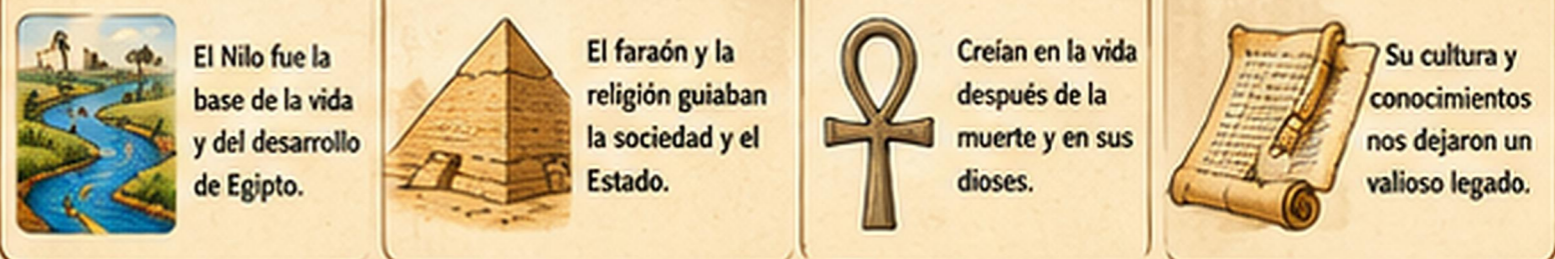 El Nilo fue la
base de la vida
y del desarrollo
de Egipto.
El faraón y la
religión guiaban
la sociedad y el
Estado.
Creían en la vida
después de la
muerte y en sus
dioses.
Su cultura y
conocimientos
nos dejaron un
valioso legado.